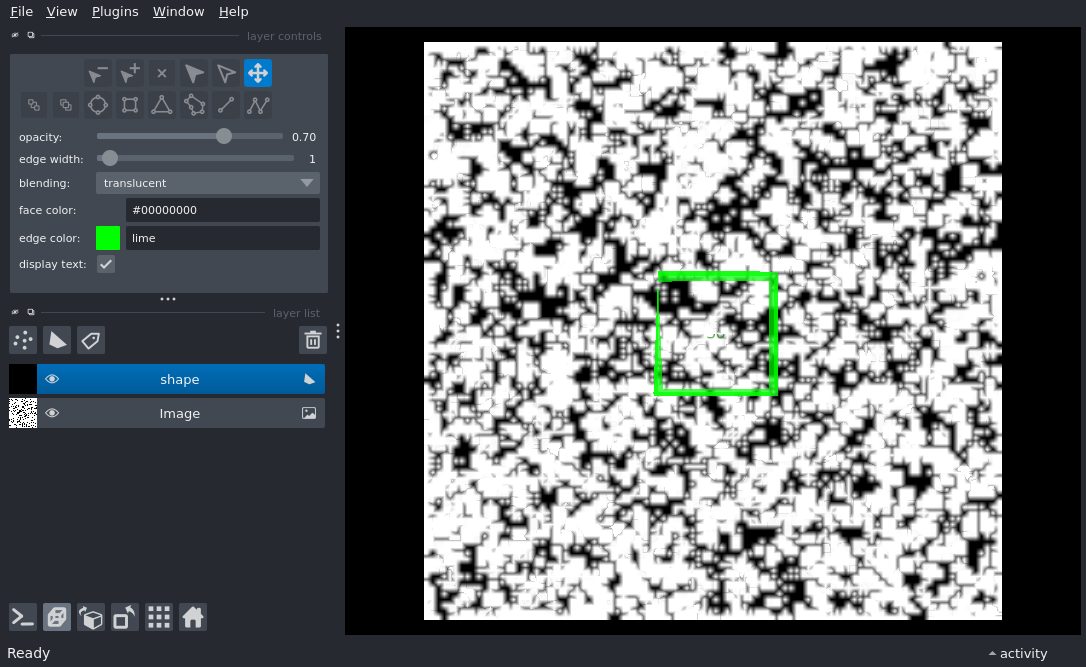 File View Plugins Window Help
layer controls
opacity: 0.70
edge width: 1
blending: translucent
face color: #00000000
edge color: lime
display text:
layer list
shape
Image
Ready
activity